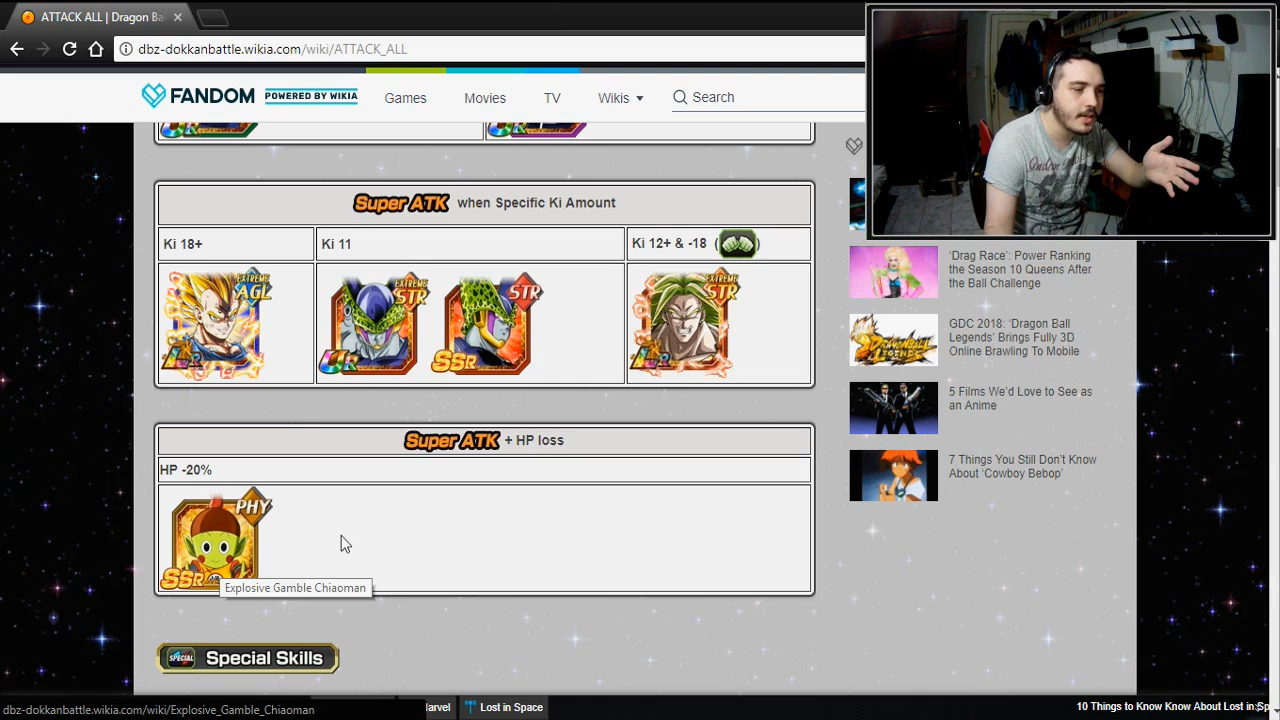 ATTACK ALL | Dragon Ba
dbz-dokkanbattle.wikia.com/wiki/ATTACK_ALL
FANDOM POWERED BY WIKIA Games Movies TV Wikis Search
Super ATK when Specific Ki Amount
Ki 18+ Ki 11 Ki 12+ & -18 ( )
EXTREME AGL EXTREME STR STR EXTREME STR
LR UR SSR LR
Super ATK + HP loss
HP -20%
PHY
SSR
Explosive Gamble Chiaoman
SPECIAL Special Skills
'Drag Race': Power Ranking
the Season 10 Queens After
the Ball Challenge
GDC 2018: 'Dragon Ball
Legends' Brings Fully 3D
Online Brawling To Mobile
5 Films We'd Love to See as
an Anime
7 Things You Still Don't Know
About 'Cowboy Bebop'
dbz-dokkanbattle.wikia.com/wiki/Explosive_Gamble_Chiaoman
Lost in Space
10 Things to Know Know About Lost in Sp